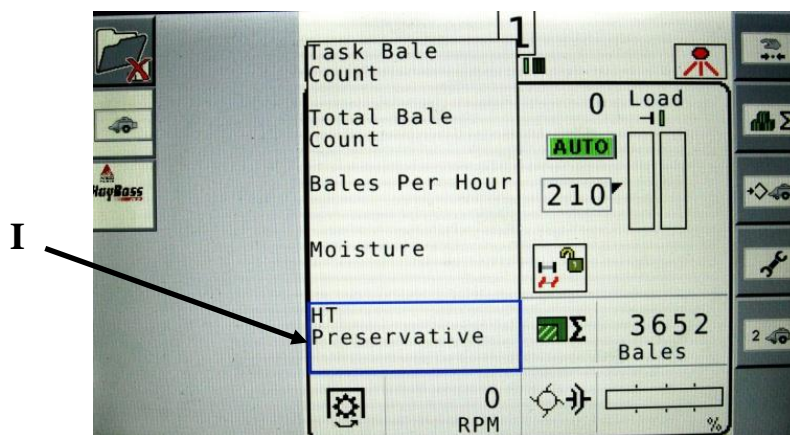 1
Task Bale
Count
0 Load
Total Bale
Count
AUTO
Σ
HayBoss
Bales Per Hour
210
I
Moisture
HT
Preservative
Σ 3652
Bales
2
0
RPM
%